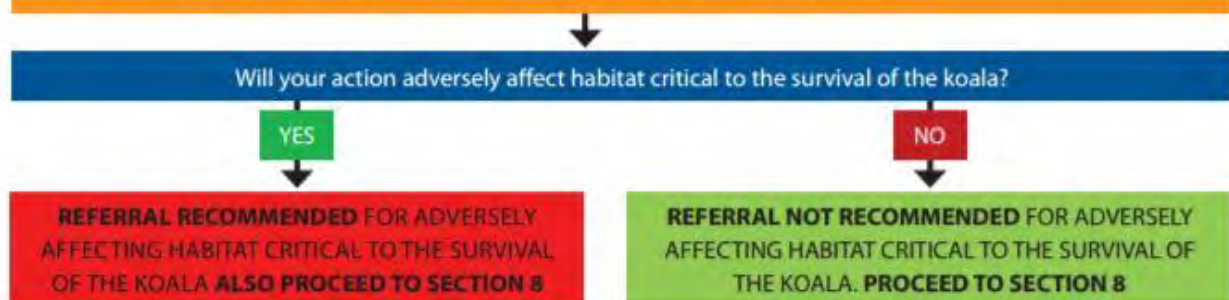 Will your action adversely affect habitat critical to the survival of the koala?
YES
NO
REFERRAL RECOMMENDED FOR ADVERSELY
AFFECTING HABITAT CRITICAL TO THE SURVIVAL
OF THE KOALA ALSO PROCEED TO SECTION 8
REFERRAL NOT RECOMMENDED FOR ADVERSELY
AFFECTING HABITAT CRITICAL TO THE SURVIVAL OF
THE KOALA. PROCEED TO SECTION 8